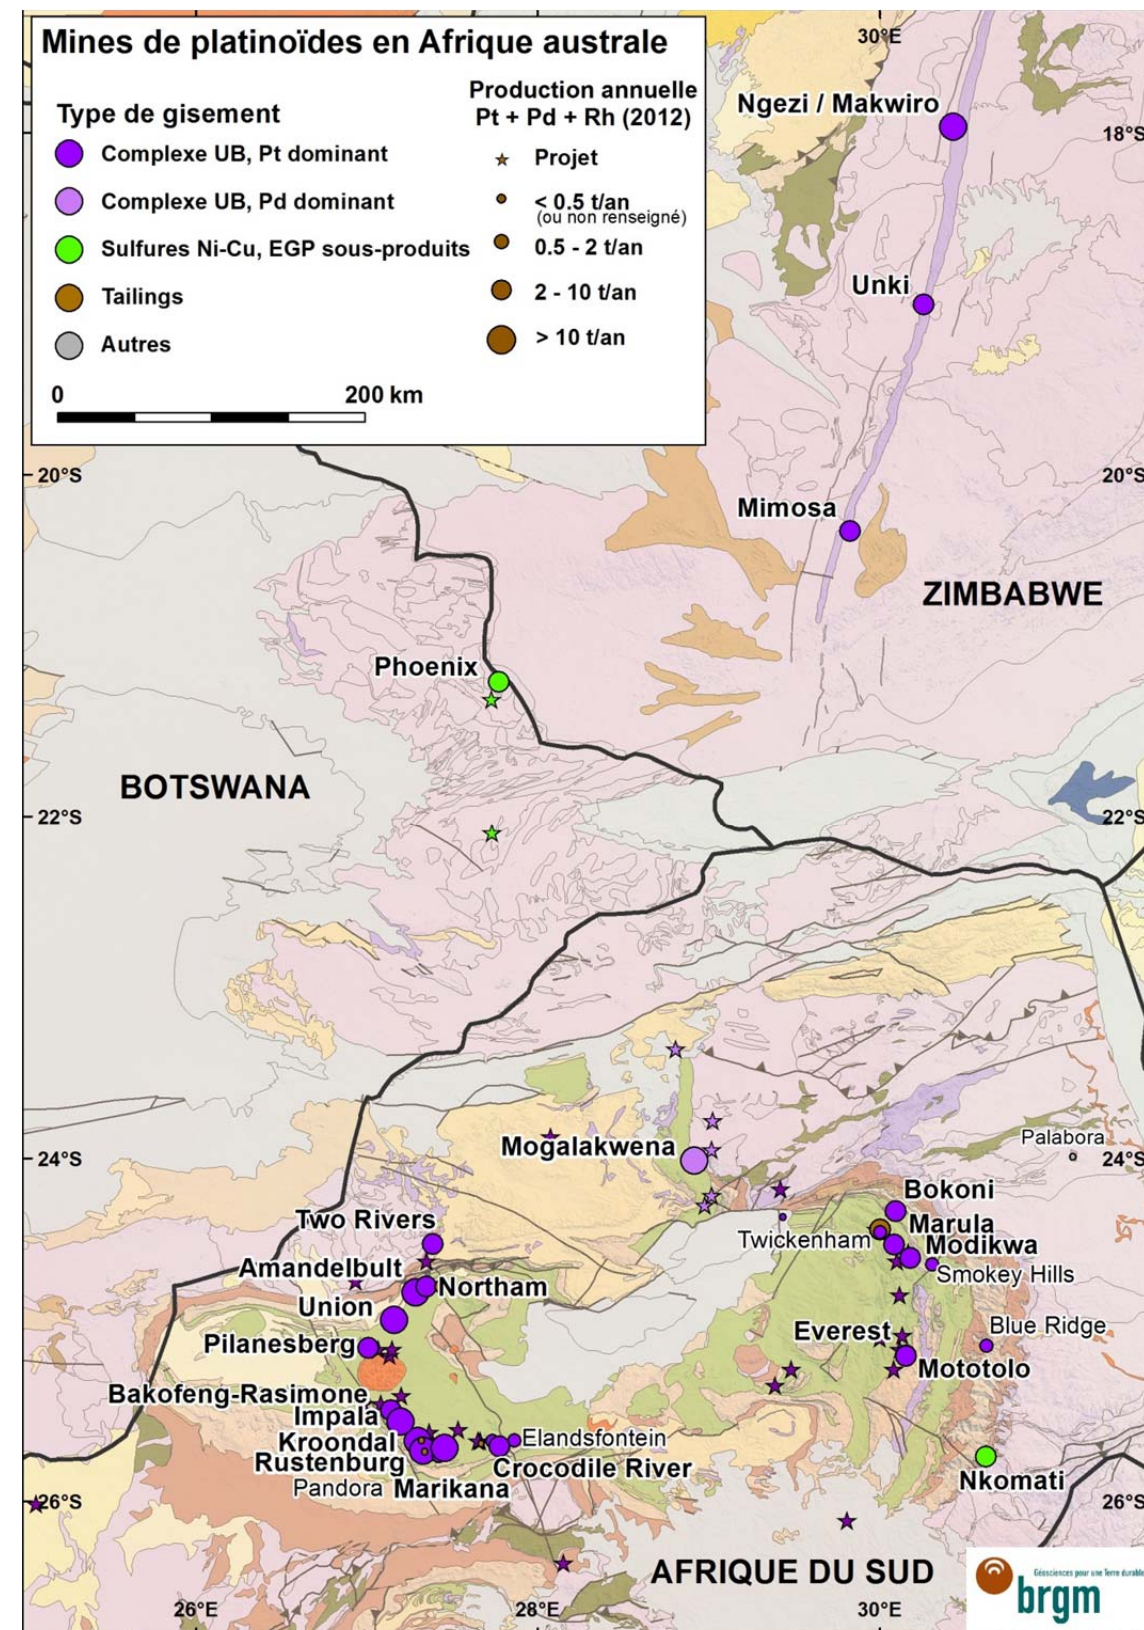 Mines de platinoïdes en Afrique australe
Type de gisement
Complexe UB, Pt dominant
Complexe UB, Pd dominant
Sulfures Ni-Cu, EGP sous-produits
Tailings
Autres
0 200 km
Production annuelle
Pt + Pd + Rh (2012)
Projet
< 0.5 t/an
(ou non renseigné)
0.5 - 2 t/an
2 - 10 t/an
> 10 t/an
30°E
Ngezi / Makwiro
18°S
Unki
20°S
20°S
Mimosa
ZIMBABWE
Phoenix
BOTSWANA
22°S
22°S
Palabora
Mogalakwena
24°S
24°S
Bokoni
Two Rivers
Marula
Twickenham
Modikwa
Amandelbult
Smokey Hills
Northam
Union
Everest
Blue Ridge
Pilanesberg
Mototolo
Bakofeng-Rasimone
Impala
Kroondal
Elandsfontein
Rustenburg
Crocodile River
Pandora
Marikana
Nkomati
26°S
26°S
AFRIQUE DU SUD
Géosciences pour une Terre durable
brgm
26°E
28°E
30°E